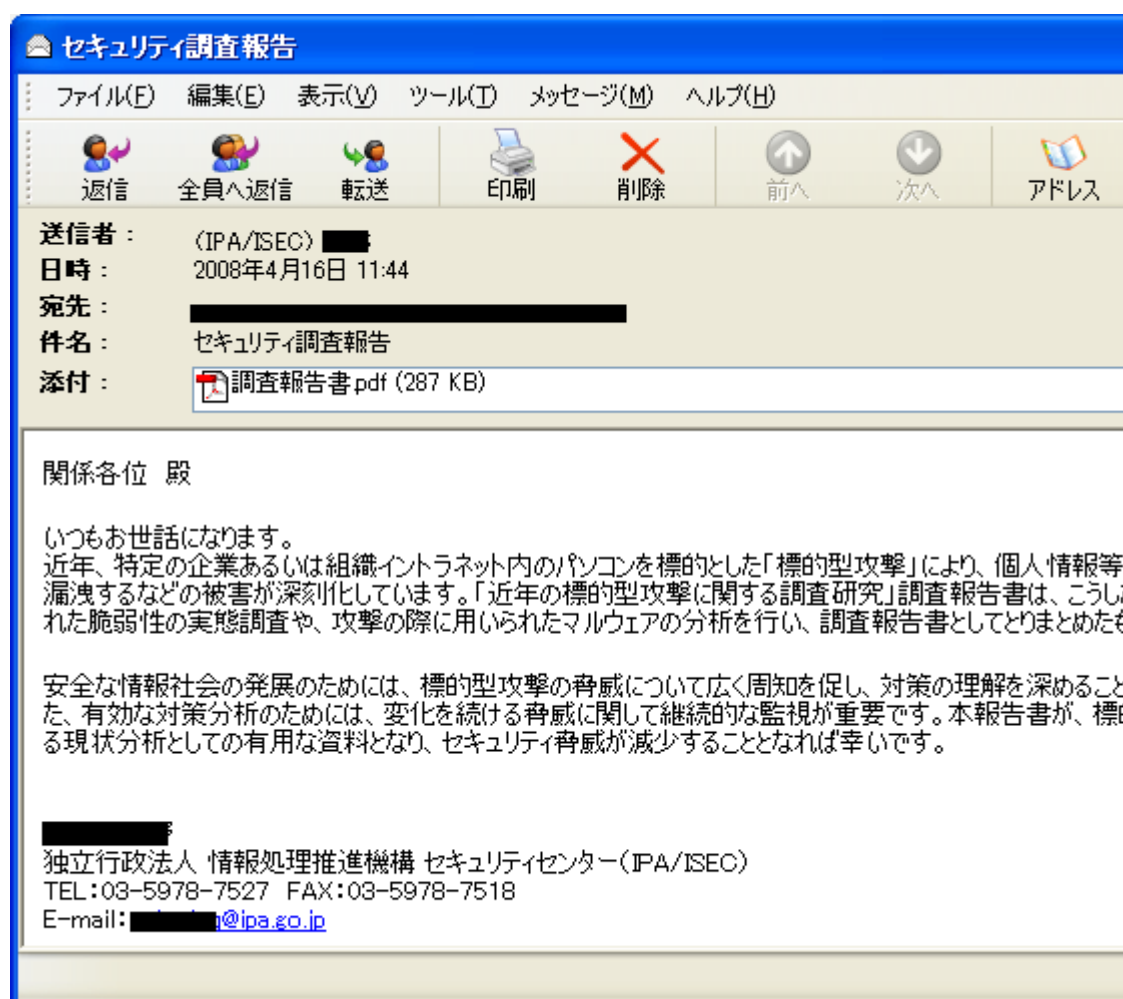 セキュリティ調査報告
ファイル(F) 編集(E) 表示(V) ツール(T) メッセージ(M) ヘルプ(H)
返信 全員へ返信 転送 印刷 削除 前へ 次へ アドレス
送信者： (IPA/ISEC)
日時： 2008年4月16日 11:44
宛先：
件名： セキュリティ調査報告
添付： 調査報告書.pdf (287 KB)
関係各位 殿
いつもお世話になります。
近年、特定の企業あるいは組織イントラネット内のパソコンを標的とした「標的型攻撃」により、個人情報等
漏洩するなどの被害が深刻化しています。「近年の標的型攻撃に関する調査研究」調査報告書は、こうし
れた脆弱性の実態調査や、攻撃の際に用いられたマルウェアの分析を行い、調査報告書としてとりまとめた
安全な情報社会の発展のためには、標的型攻撃の脅威について広く周知を促し、対策の理解を深めること
た、有効な対策分析のためには、変化を続ける脅威に関して継続的な監視が重要です。本報告書が、標
る現状分析としての有用な資料となり、セキュリティ脅威が減少することとなれば幸いです。
独立行政法人 情報処理推進機構 セキュリティセンター(IPA/ISEC)
TEL:03-5978-7527 FAX:03-5978-7518
E-mail: @ipa.go.jp